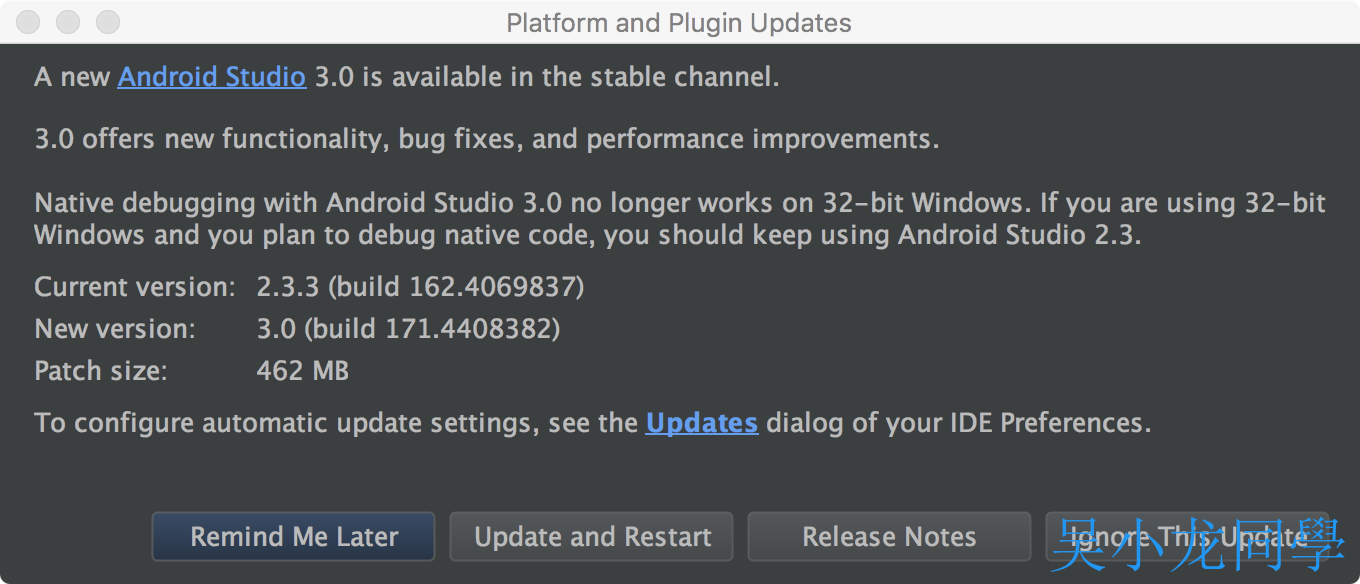 Platform and Plugin Updates
A new Android Studio 3.0 is available in the stable channel.
3.0 offers new functionality, bug fixes, and performance improvements.
Native debugging with Android Studio 3.0 no longer works on 32-bit Windows. If you are using 32-bit
Windows and you plan to debug native code, you should keep using Android Studio 2.3.
Current version: 2.3.3 (build 162.4069837)
New version: 3.0 (build 171.4408382)
Patch size: 462 MB
To configure automatic update settings, see the Updates dialog of your IDE Preferences.
Remind Me Later Update and Restart Release Notes Ignore This Update
吴小龙同學